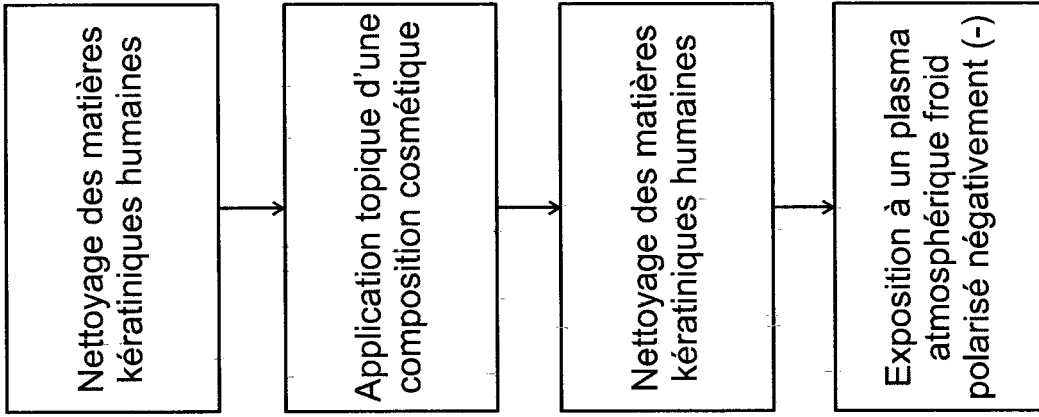 Nettoyage des matières
kératiniques humaines
Application topique d'une
composition cosmétique
Nettoyage des matières
kératiniques humaines
Exposition à un plasma
atmosphérique froid
polarisé négativement (-)